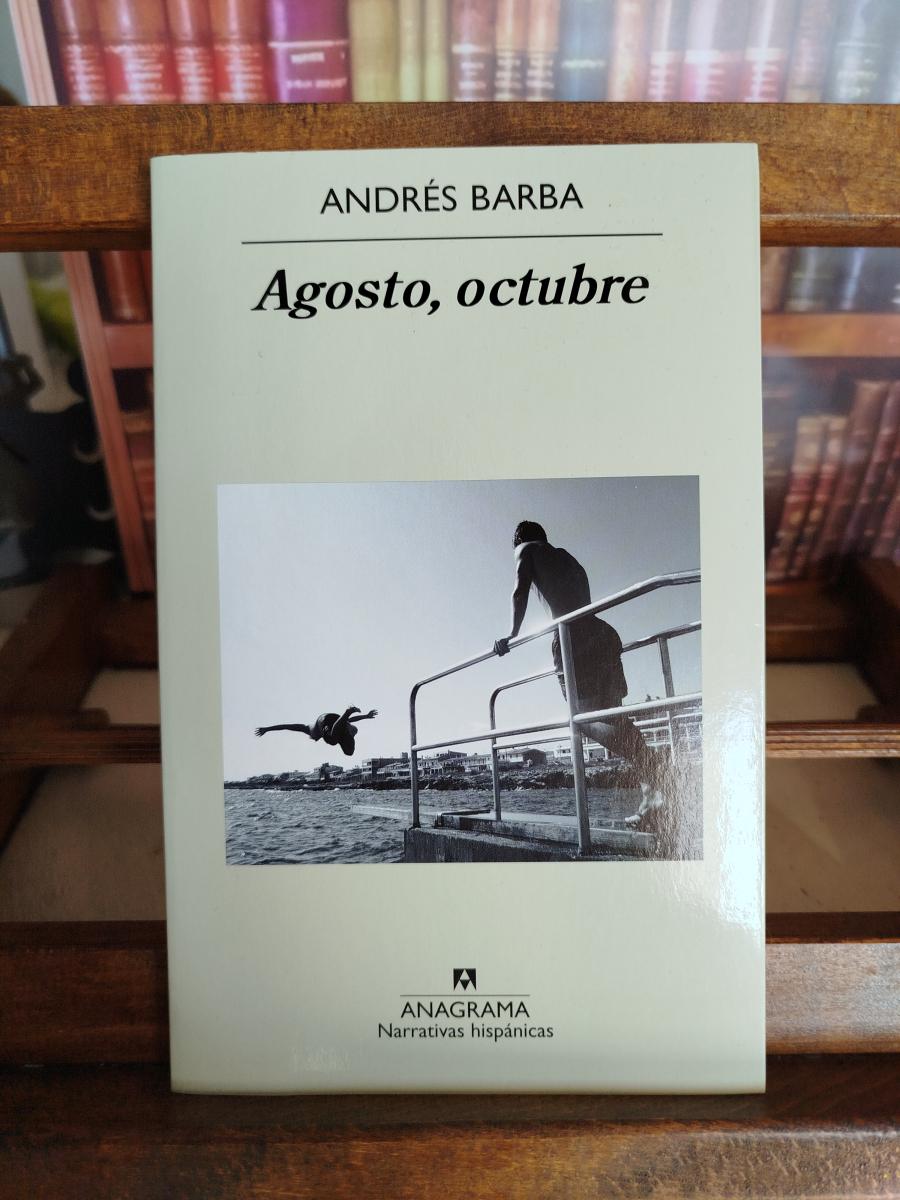 ANDRÉS BARBA
Agosto, octubre
ANAGRAMA
Narrativas hispánicas